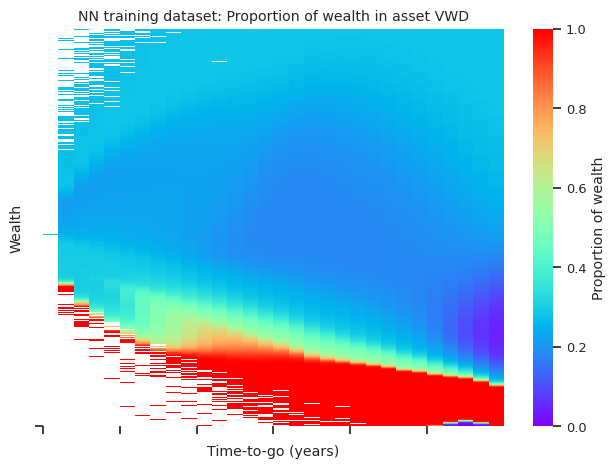 NN training dataset: Proportion of wealth in asset VWD
Wealth
Time-to-go (years)
1.0
0.8
0.6
0.4
0.2
0.0
Proportion of wealth